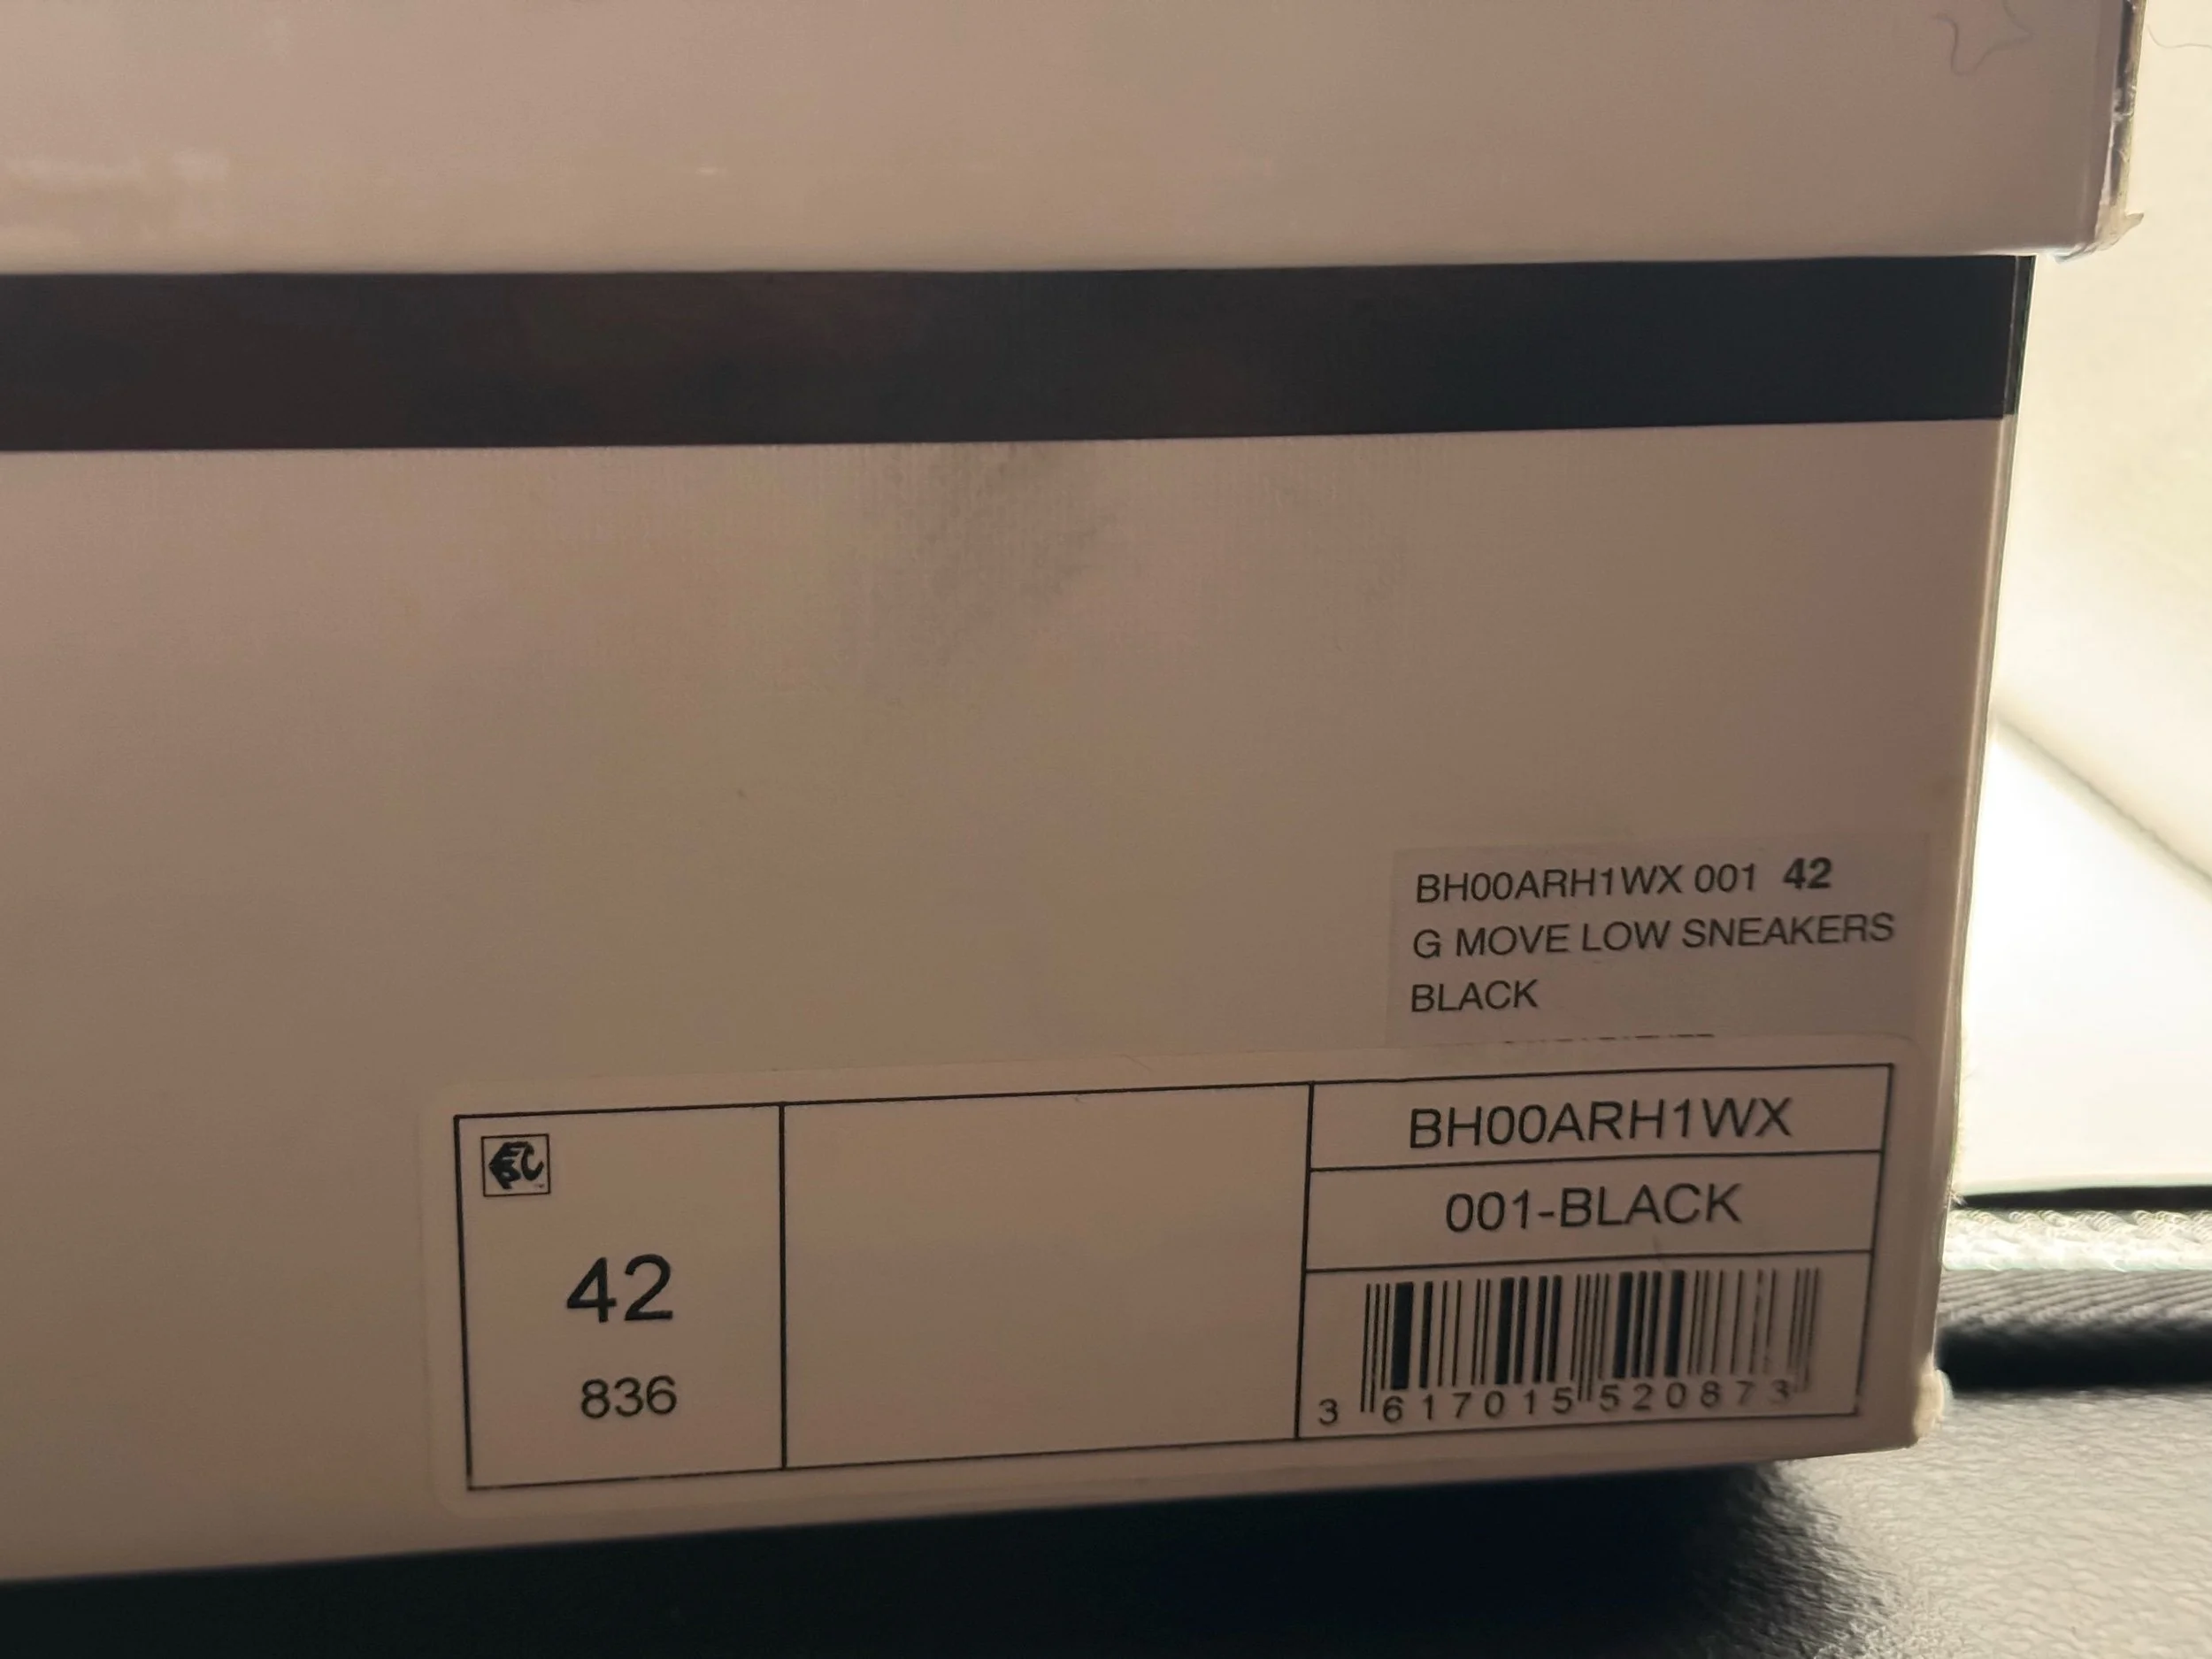 BH00ARH1WX 001 42
G MOVE LOW SNEAKERS
BLACK
42
836
BH00ARH1WX
001-BLACK
3 617015 520873